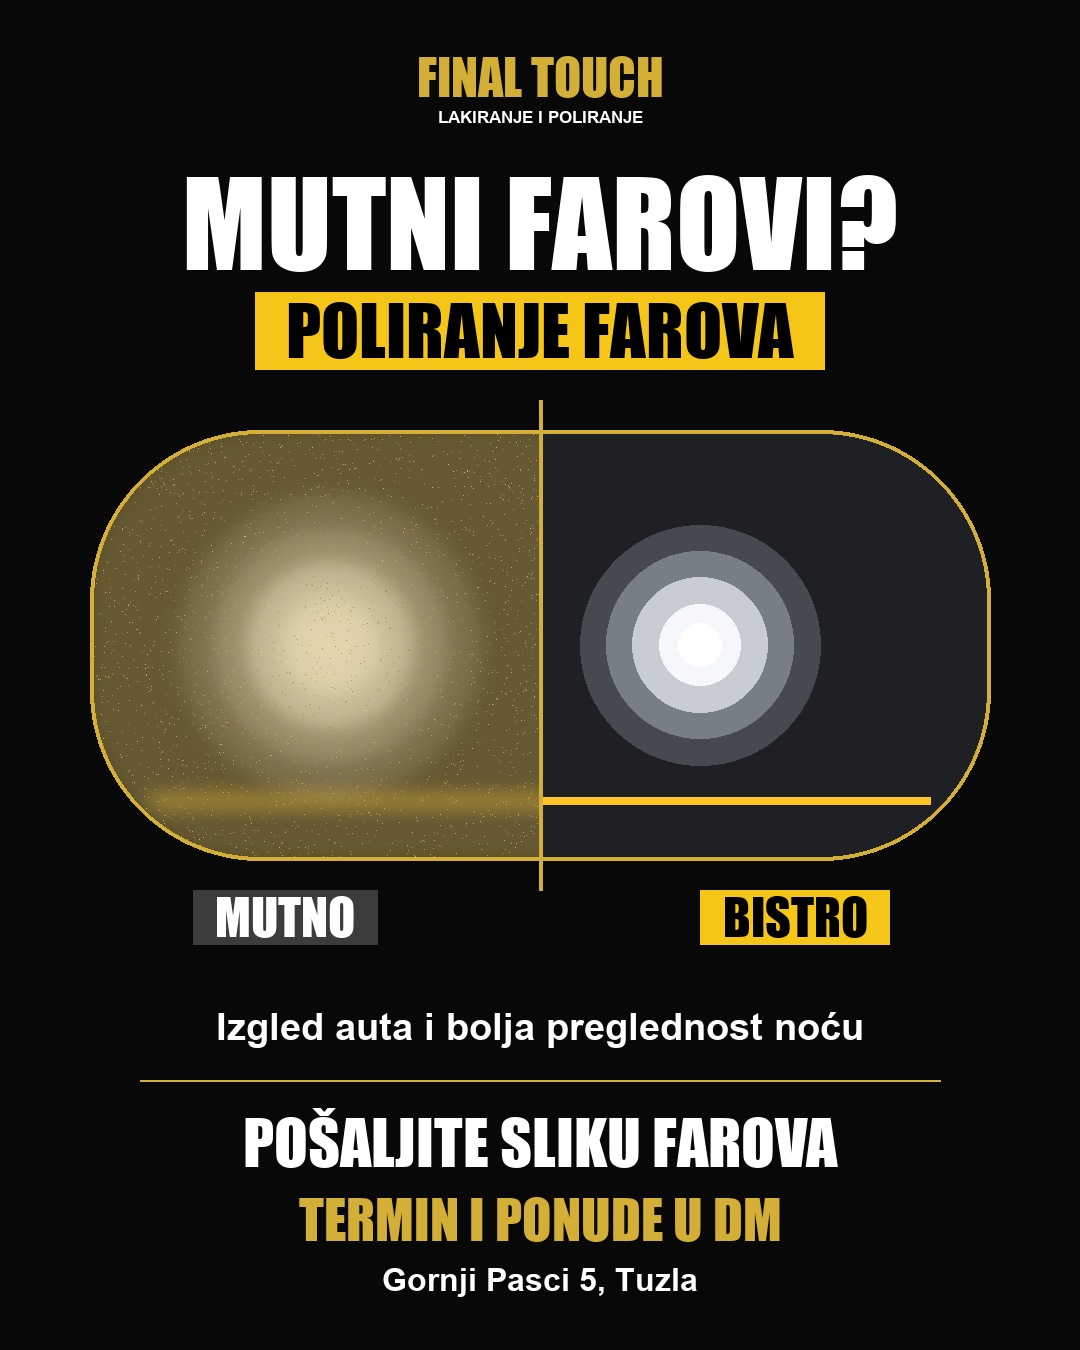 FINAL TOUCH
LAKIRANJE I POLIRANJE
MUTNI FAROVI?
POLIRANJE FAROVA
MUTNO
BISTRO
Izgled auta i bolja preglednost noću
POŠALJITE SLIKU FAROVA
TERMIN I PONUDE U DM
Gornji Pasci 5, Tuzla